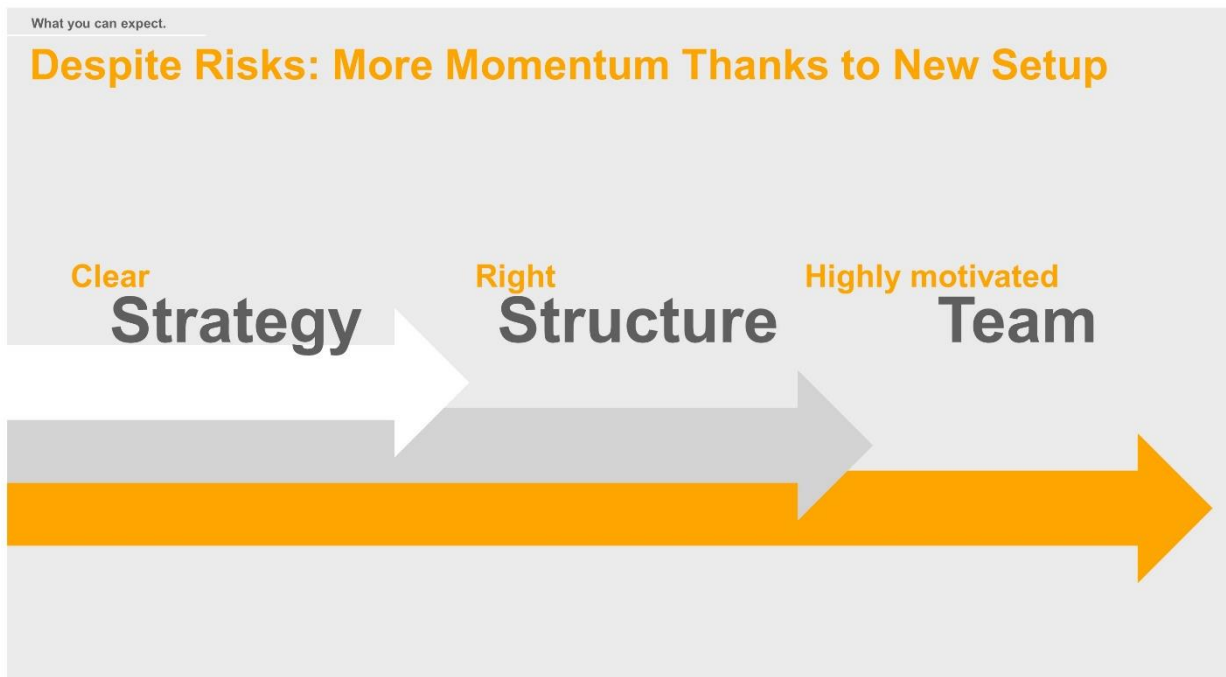 What you can expect.
Despite Risks: More Momentum Thanks to New Setup
Clear
Strategy
Right
Structure
Highly motivated
Team